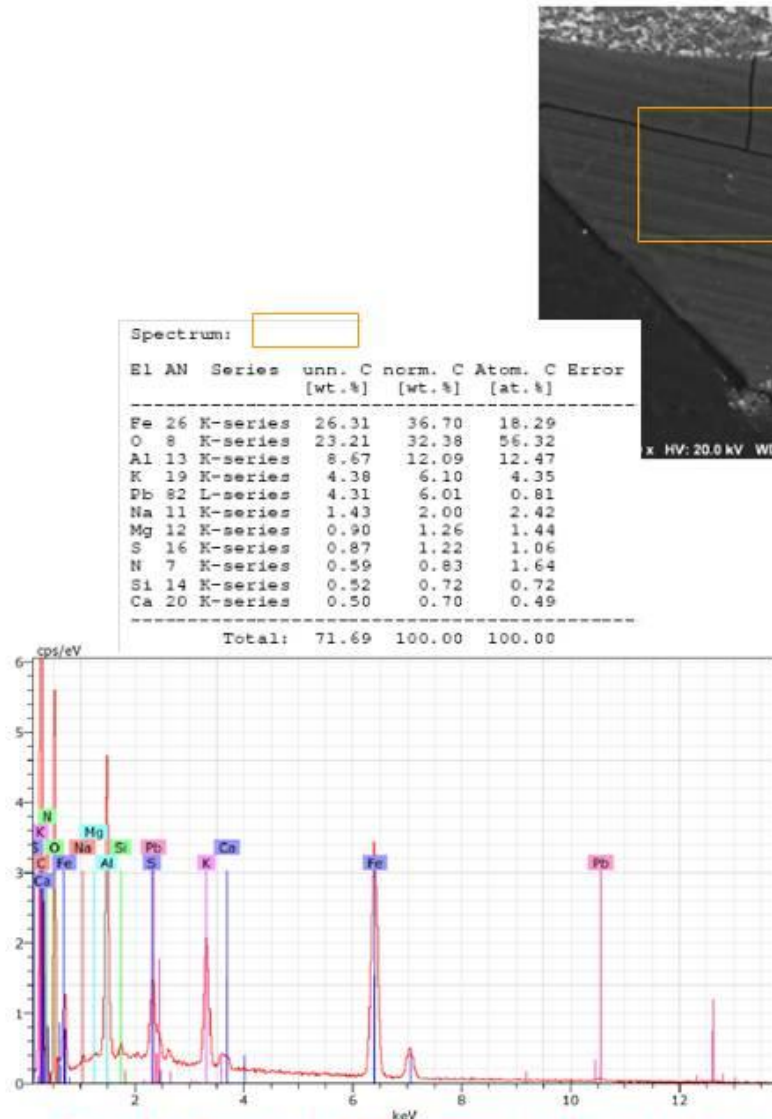 Spectrum:
El AN Series unn. C norm. C Atom. C Error
[wt.%] [wt.%] [at.%]
Fe 26 K-series 26.31 36.70 18.29
O 8 K-series 23.21 32.38 56.32
Al 13 K-series 8.67 12.09 12.47
K 19 K-series 4.38 6.10 4.35
Pb 82 L-series 4.31 6.01 0.81
Na 11 K-series 1.43 2.00 2.42
Mg 12 K-series 0.90 1.26 1.44
S 16 K-series 0.87 1.22 1.06
N 7 K-series 0.59 0.83 1.64
Si 14 K-series 0.52 0.72 0.72
Ca 20 K-series 0.50 0.70 0.49
Total: 71.69 100.00 100.00
x HV: 20.0 kV WD
cps/eV
6
5
4
N
K Mg
S O Na Si Pb Ca
C Fe Al S K Fe Pb
Ca
3
2
1
0
2 4 6 8 10 12
keV